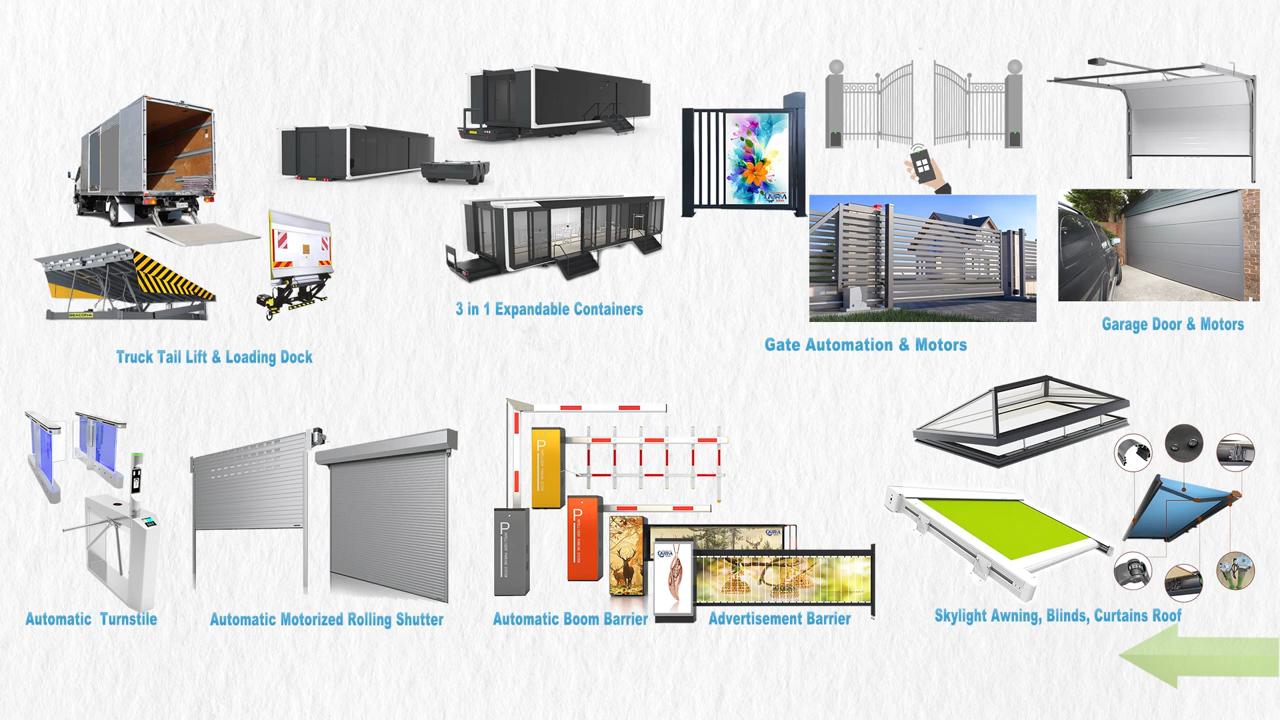 3 in 1 Expandable Containers
Garage Door & Motors
Gate Automation & Motors
Truck Tail Lift & Loading Dock
Automatic Turnstile
Automatic Motorized Rolling Shutter
Automatic Boom Barrier
Advertisement Barrier
Skylight Awning, Blinds, Curtains Roof
P
P
P